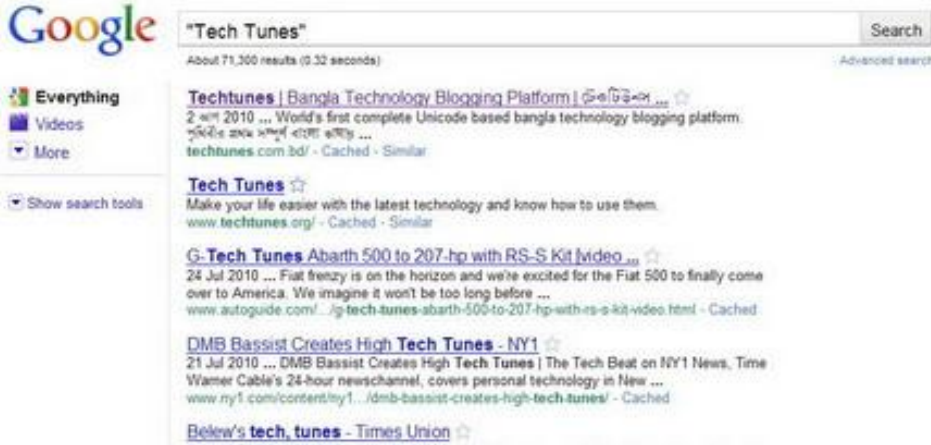 Google
"Tech Tunes"
Search
About 71,300 results (0.32 seconds)
Advanced search
Everything
Videos
More
Show search tools
Techtunes | Bangla Technology Blogging Platform | টেকটিউনস ...
2 আগ 2010 ... World's first complete Unicode based bangla technology blogging platform.
পৃথিবীর প্রথম সম্পূর্ণ বাংলা ভাষায় ...
techtunes.com.bd/ - Cached - Similar
Tech Tunes
Make your life easier with the latest technology and know how to use them.
www.techtunes.org/ - Cached - Similar
G-Tech Tunes Abarth 500 to 207-hp with RS-S Kit [video ...
24 Jul 2010 ... Fiat frenzy is on the horizon and we're excited for the Fiat 500 to finally come
over to America. We imagine it won't be too long before ...
www.autoguide.com/.../g-tech-tunes-abarth-500-to-207-hp-with-rs-s-kit-video.html - Cached
DMB Bassist Creates High Tech Tunes - NY1
21 Jul 2010 ... DMB Bassist Creates High Tech Tunes | The Tech Beat on NY1 News, Time
Warner Cable's 24-hour newschannel, covers personal technology in New ...
www.ny1.com/content/ny1.../dmb-bassist-creates-high-tech-tunes/ - Cached
Belew's tech, tunes - Times Union